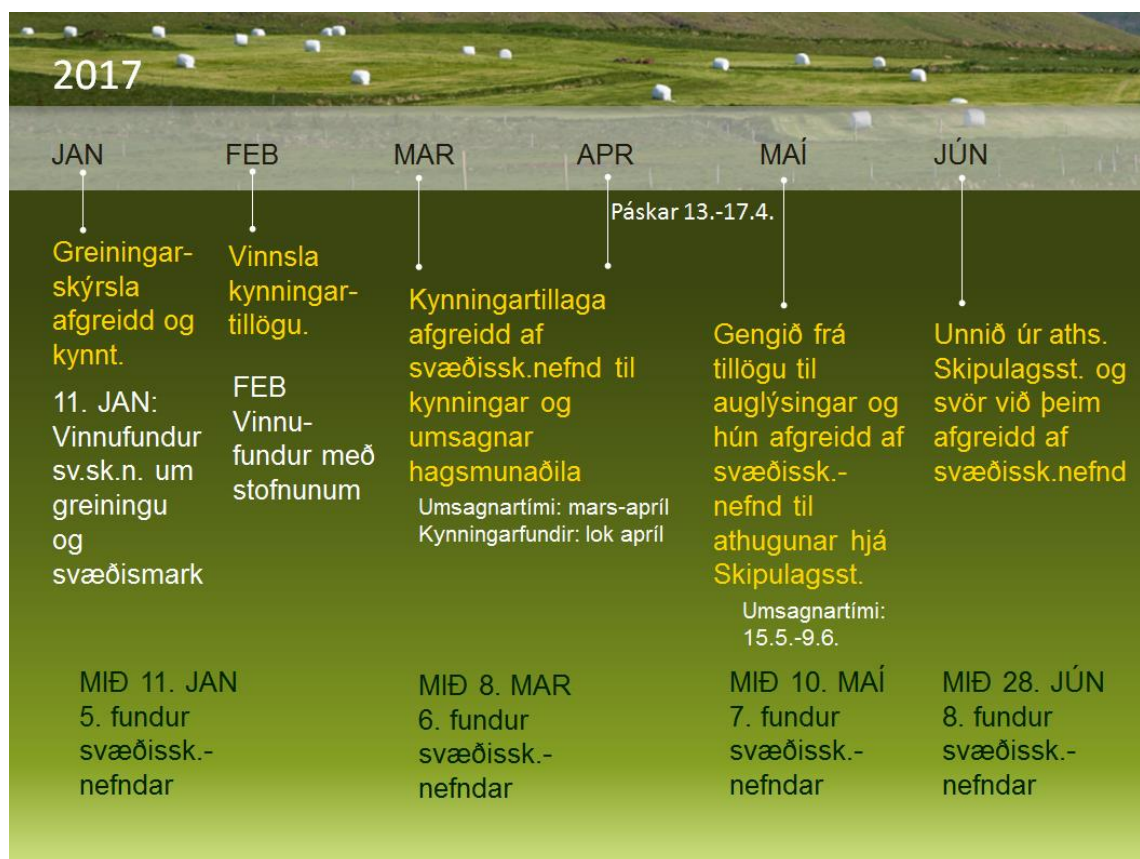 2017
JAN
FEB
MAR
APR
MAÍ
JÚN
Páskar 13.-17.4.
Greiningar-
skýrsla
afgreidd og
kynnt.
11. JAN:
Vinnufundur
sv.sk.n. um
greiningu
og
svæðismark
Vinnsla
kynningar-
tillögu.
FEB
Vinnu-
fundur með
stofnunum
Kynningartillaga
afgreidd af
svæðissk.nefnd til
kynningar og
umsagnar
hagsmunaðila
Umsagnartími: mars-apríl
Kynningarfundir: lok apríl
Gengið frá
tillögu til
auglýsingar og
hún afgreidd af
svæðissk.-
nefnd til
athugunar hjá
Skipulagsst.
Umsagnartími:
15.5.-9.6.
Unnið úr aths.
Skipulagsst. og
svör við þeim
afgreidd af
svæðissk.nefnd
MIÐ 11. JAN
5. fundur
svæðissk.-
nefndar
MIÐ 8. MAR
6. fundur
svæðissk.-
nefndar
MIÐ 10. MAÍ
7. fundur
svæðissk.-
nefndar
MIÐ 28. JÚN
8. fundur
svæðissk.-
nefndar